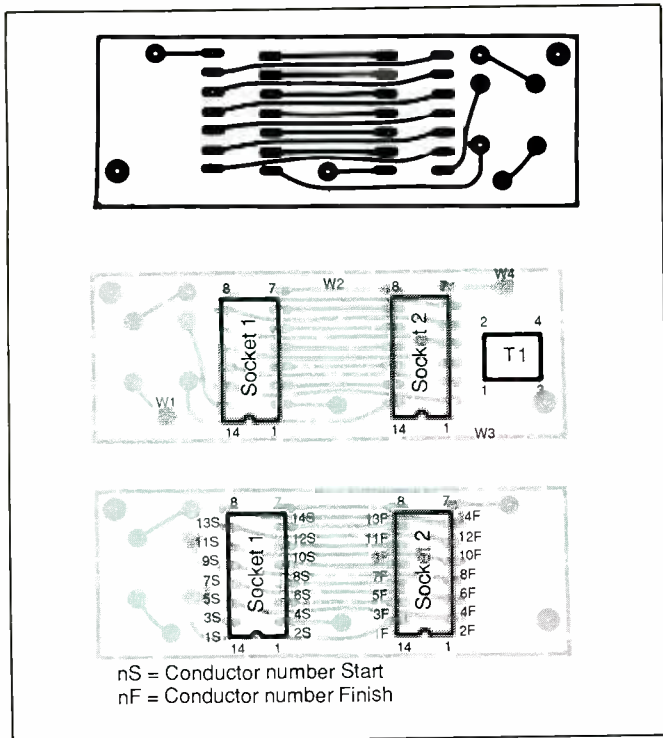 8 7 W2 8 7 W4
Socket 1
Socket 2
2 4
T1
1
W1
14 1 14 1 W3
8 7 8 7
13S 14S 13F 14F
11S 12S 11F 12F
9S 10S 10F
7S 8S 7F 8F
5S 6S 5F 6F
3S 4S 3F 4F
1S 2S 1F 2F
Socket 1
Socket 2
14 1 14 1
nS = Conductor number Start
nF = Conductor number Finish